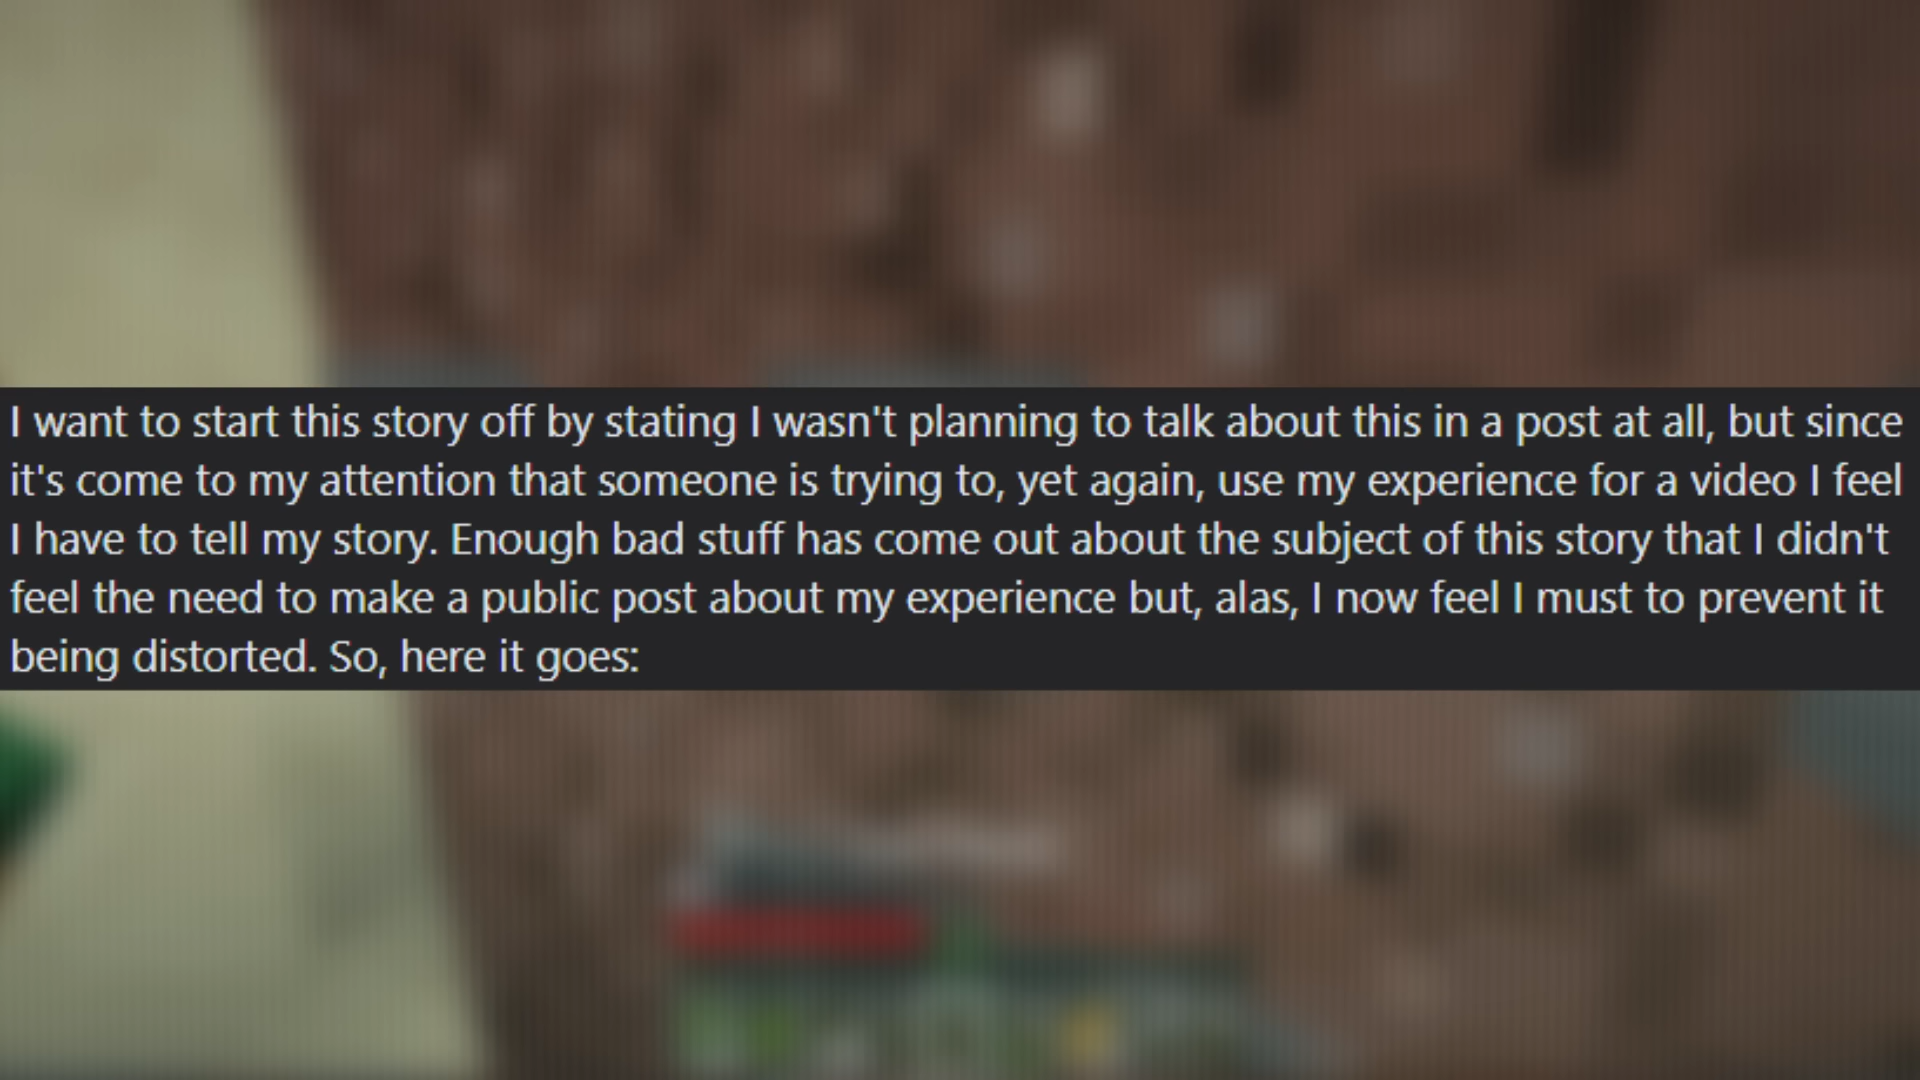 I want to start this story off by stating I wasn't planning to talk about this in a post at all, but since
it's come to my attention that someone is trying to, yet again, use my experience for a video I feel
I have to tell my story. Enough bad stuff has come out about the subject of this story that I didn't
feel the need to make a public post about my experience but, alas, I now feel I must to prevent it
being distorted. So, here it goes: